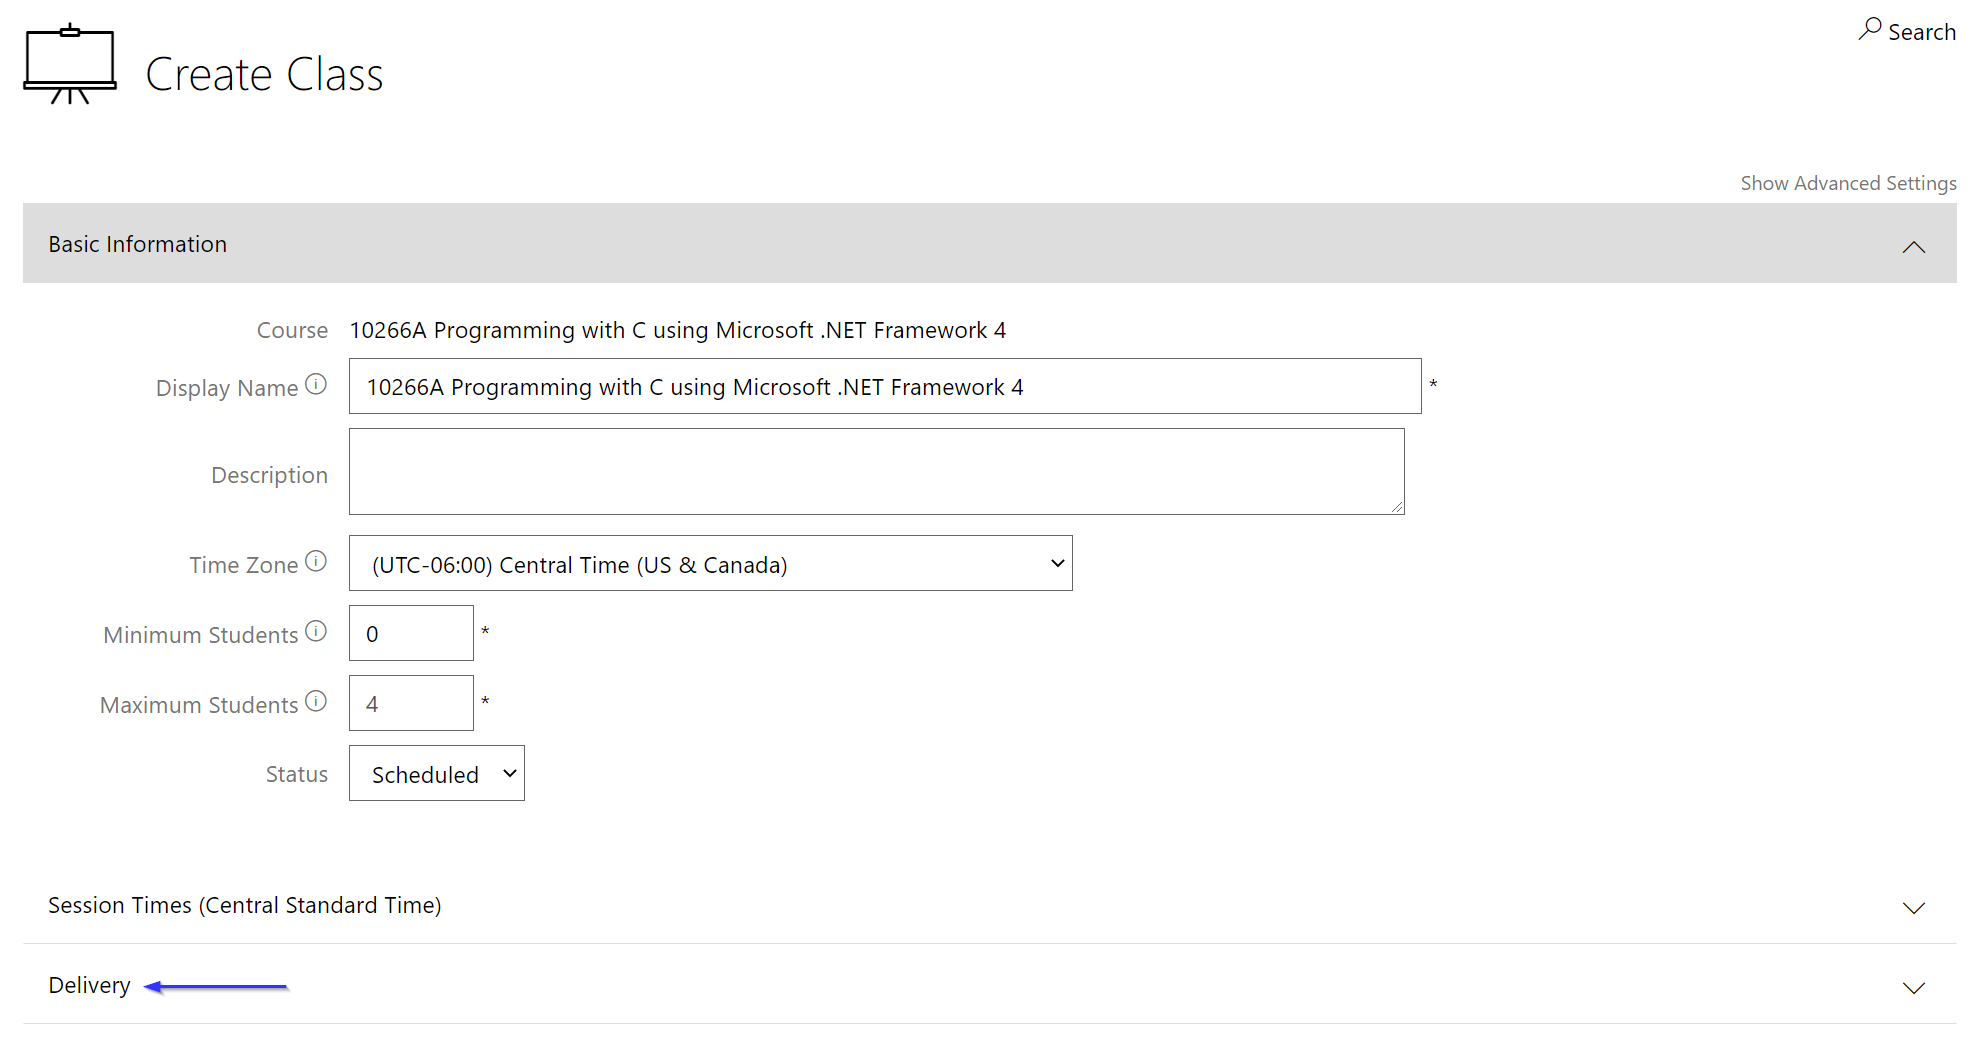 Search
Create Class
Show Advanced Settings
Basic Information
Course 10266A Programming with C using Microsoft .NET Framework 4
Display Name 10266A Programming with C using Microsoft .NET Framework 4 *
Description
Time Zone (UTC-06:00) Central Time (US & Canada)
Minimum Students 0 *
Maximum Students 4 *
Status Scheduled
Session Times (Central Standard Time)
Delivery